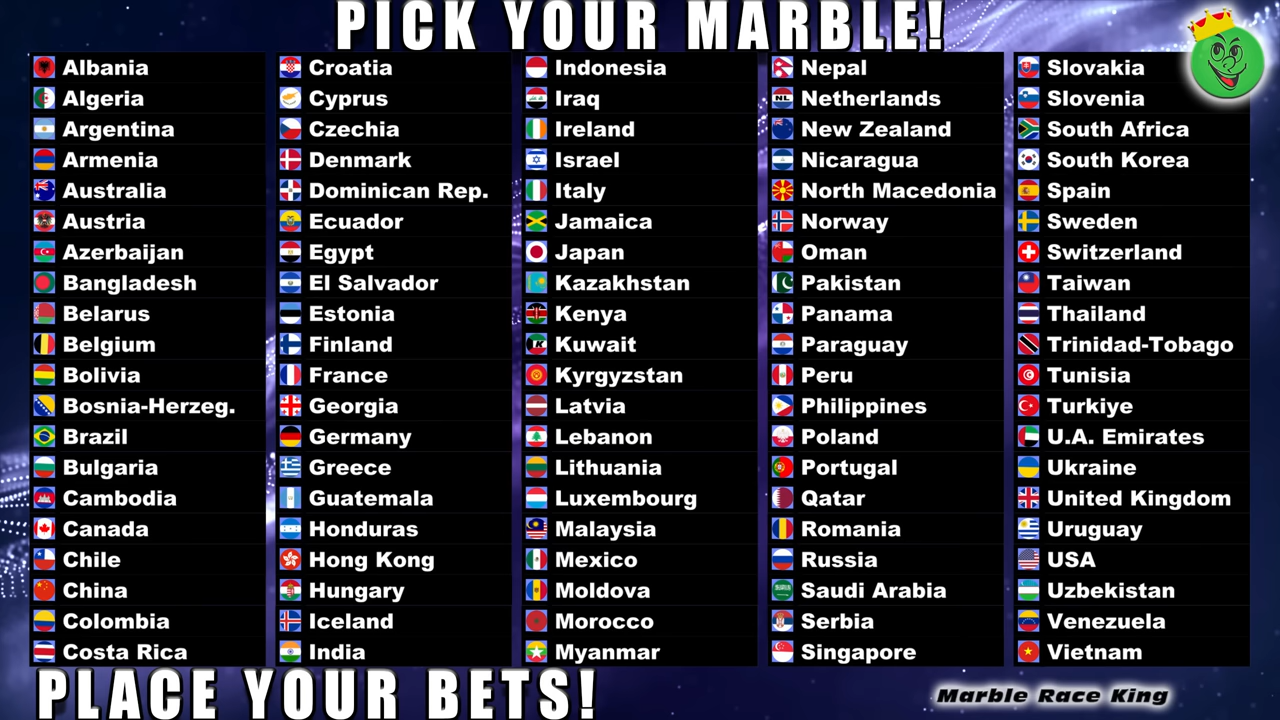 PICK YOUR MARBLE!
Albania
Algeria
Argentina
Armenia
Australia
Austria
Azerbaijan
Bangladesh
Belarus
Belgium
Bolivia
Bosnia-Herzeg.
Brazil
Bulgaria
Cambodia
Canada
Chile
China
Colombia
Costa Rica
Croatia
Cyprus
Czechia
Denmark
Dominican Rep.
Ecuador
Egypt
El Salvador
Estonia
Finland
France
Georgia
Germany
Greece
Guatemala
Honduras
Hong Kong
Hungary
Iceland
India
Indonesia
Iraq
Ireland
Israel
Italy
Jamaica
Japan
Kazakhstan
Kenya
Kuwait
Kyrgyzstan
Latvia
Lebanon
Lithuania
Luxembourg
Malaysia
Mexico
Moldova
Morocco
Myanmar
Nepal
NL Netherlands
New Zealand
Nicaragua
North Macedonia
Norway
Oman
Pakistan
Panama
Paraguay
Peru
Philippines
Poland
Portugal
Qatar
Romania
Russia
Saudi Arabia
Serbia
Singapore
Slovakia
Slovenia
South Africa
South Korea
Spain
Sweden
Switzerland
Taiwan
Thailand
Trinidad-Tobago
Tunisia
Turkiye
U.A. Emirates
Ukraine
United Kingdom
Uruguay
USA
Uzbekistan
Venezuela
Vietnam
PLACE YOUR BETS!
Marble Race King